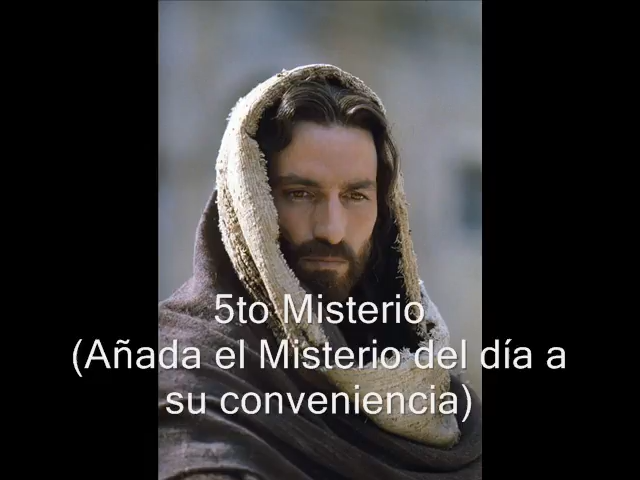 5to Misterio
(Añada el Misterio del día a
su conveniencia)